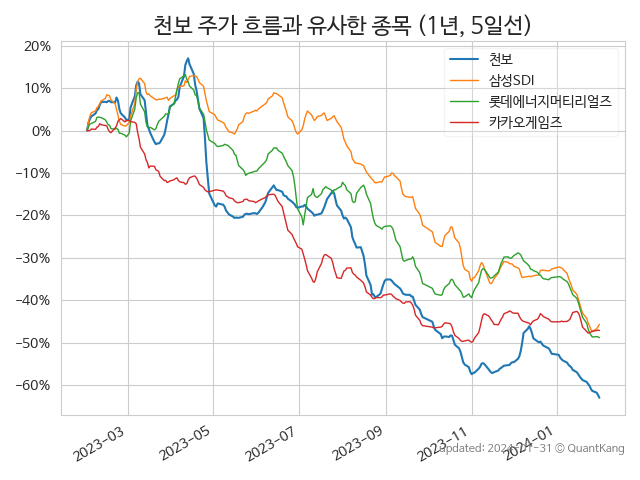 천보 주가 흐름과 유사한 종목 (1년, 5일선)
20%
10%
0%
−10%
−20%
−30%
−40%
−50%
−60%
천보
삼성SDI
롯데에너지머티리얼즈
카카오게임즈
2023-03
2023-05
2023-07
2023-09
2023-11
2024-01
updated: 2024-01-31 © QuantKang